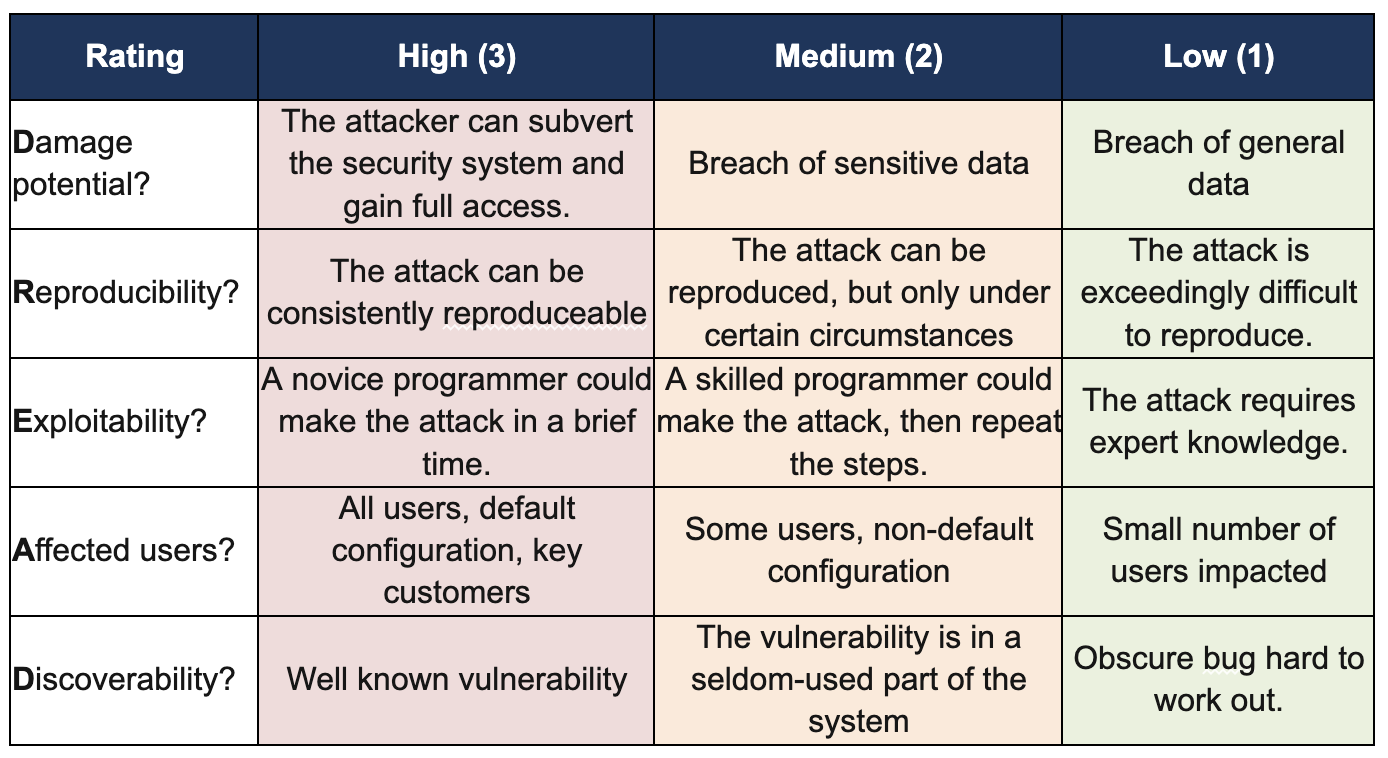 Rating
High (3)
Medium (2)
Low (1)
Damage
potential?
The attacker can subvert
the security system and
gain full access.
Breach of sensitive data
Breach of general
data
Reproducibility?
The attack can be
consistently reproduceable
The attack can be
reproduced, but only under
certain circumstances
The attack is
exceedingly difficult
to reproduce.
Exploitability?
A novice programmer could
make the attack in a brief
time.
A skilled programmer could
make the attack, then repeat
the steps.
The attack requires
expert knowledge.
Affected users?
All users, default
configuration, key
customers
Some users, non-default
configuration
Small number of
users impacted
Discoverability?
Well known vulnerability
The vulnerability is in a
seldom-used part of the
system
Obscure bug hard to
work out.